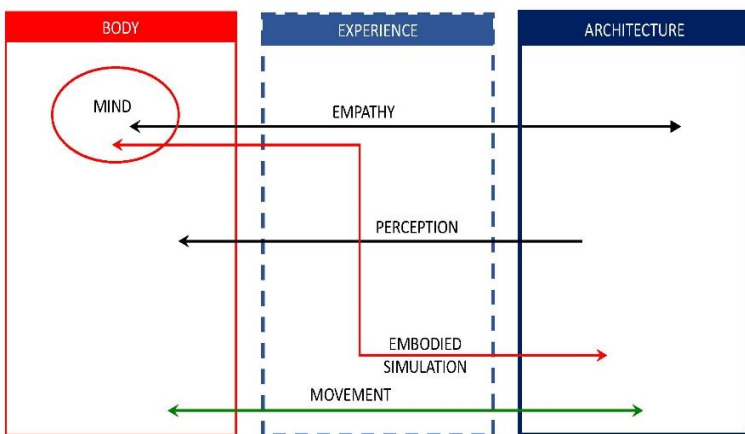 BODY
EXPERIENCE
ARCHITECTURE
MIND
EMPATHY
PERCEPTION
EMBODIED
SIMULATION
MOVEMENT